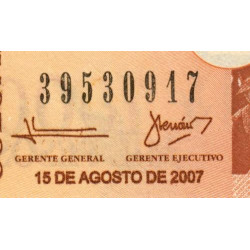 39530917
GERENTE GENERAL GERENTE EJECUTIVO
15 DE AGOSTO DE 2007